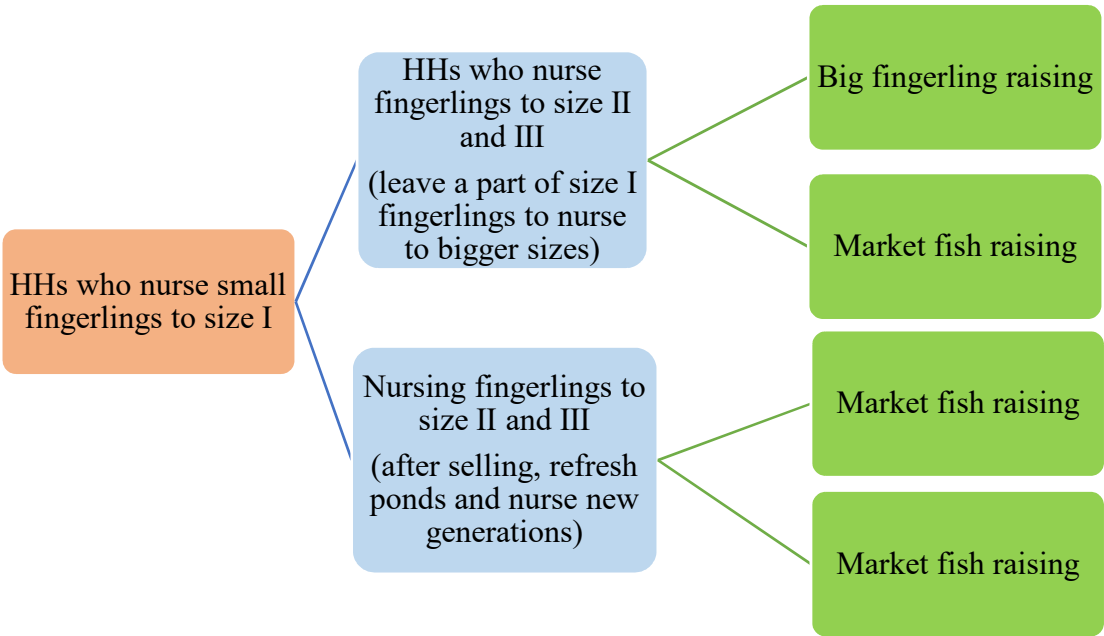 HHs who nurse small
fingerlings to size I
HHs who nurse
fingerlings to size II
and III
(leave a part of size I
fingerlings to nurse
to bigger sizes)
Nursing fingerlings to
size II and III
(after selling, refresh
ponds and nurse new
generations)
Big fingerling raising
Market fish raising
Market fish raising
Market fish raising